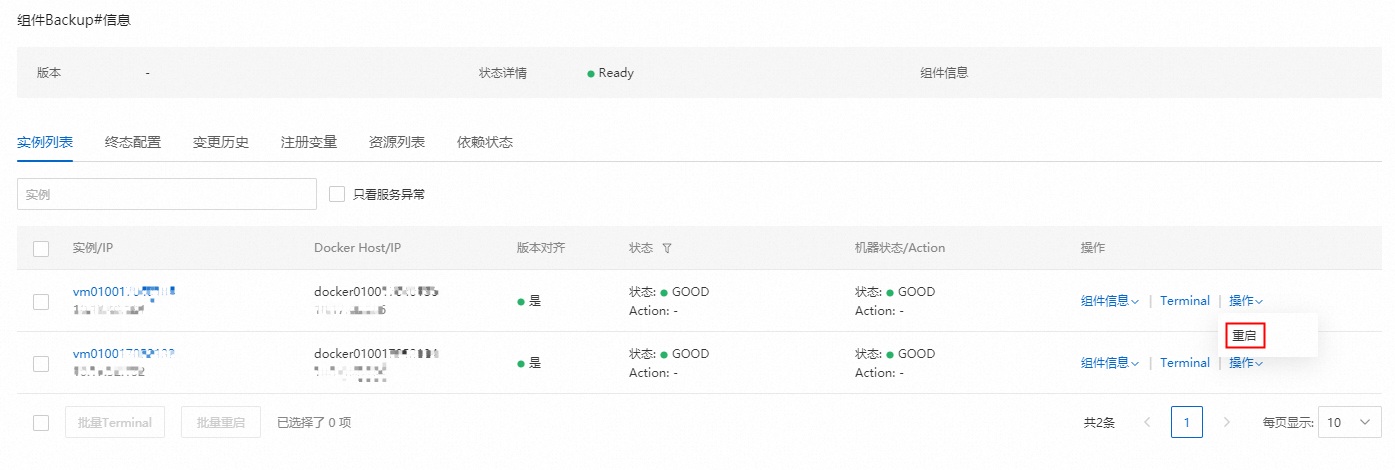 组件Backup#信息
版本 - 状态详情 Ready 组件信息
实例列表 终态配置 变更历史 注册变量 资源列表 依赖状态
实例 只看服务异常
实例/IP Docker Host/IP 版本对齐 状态 机器状态/Action 操作
是 状态: GOOD 状态: GOOD 组件信息 | Terminal | 操作
Action: - Action: -
重启
是 状态: GOOD 状态: GOOD 组件信息 | Terminal | 操作
Action: - Action: -
批量Terminal 批量重启 已选择了 0 项 共2条 1 每页显示: 10